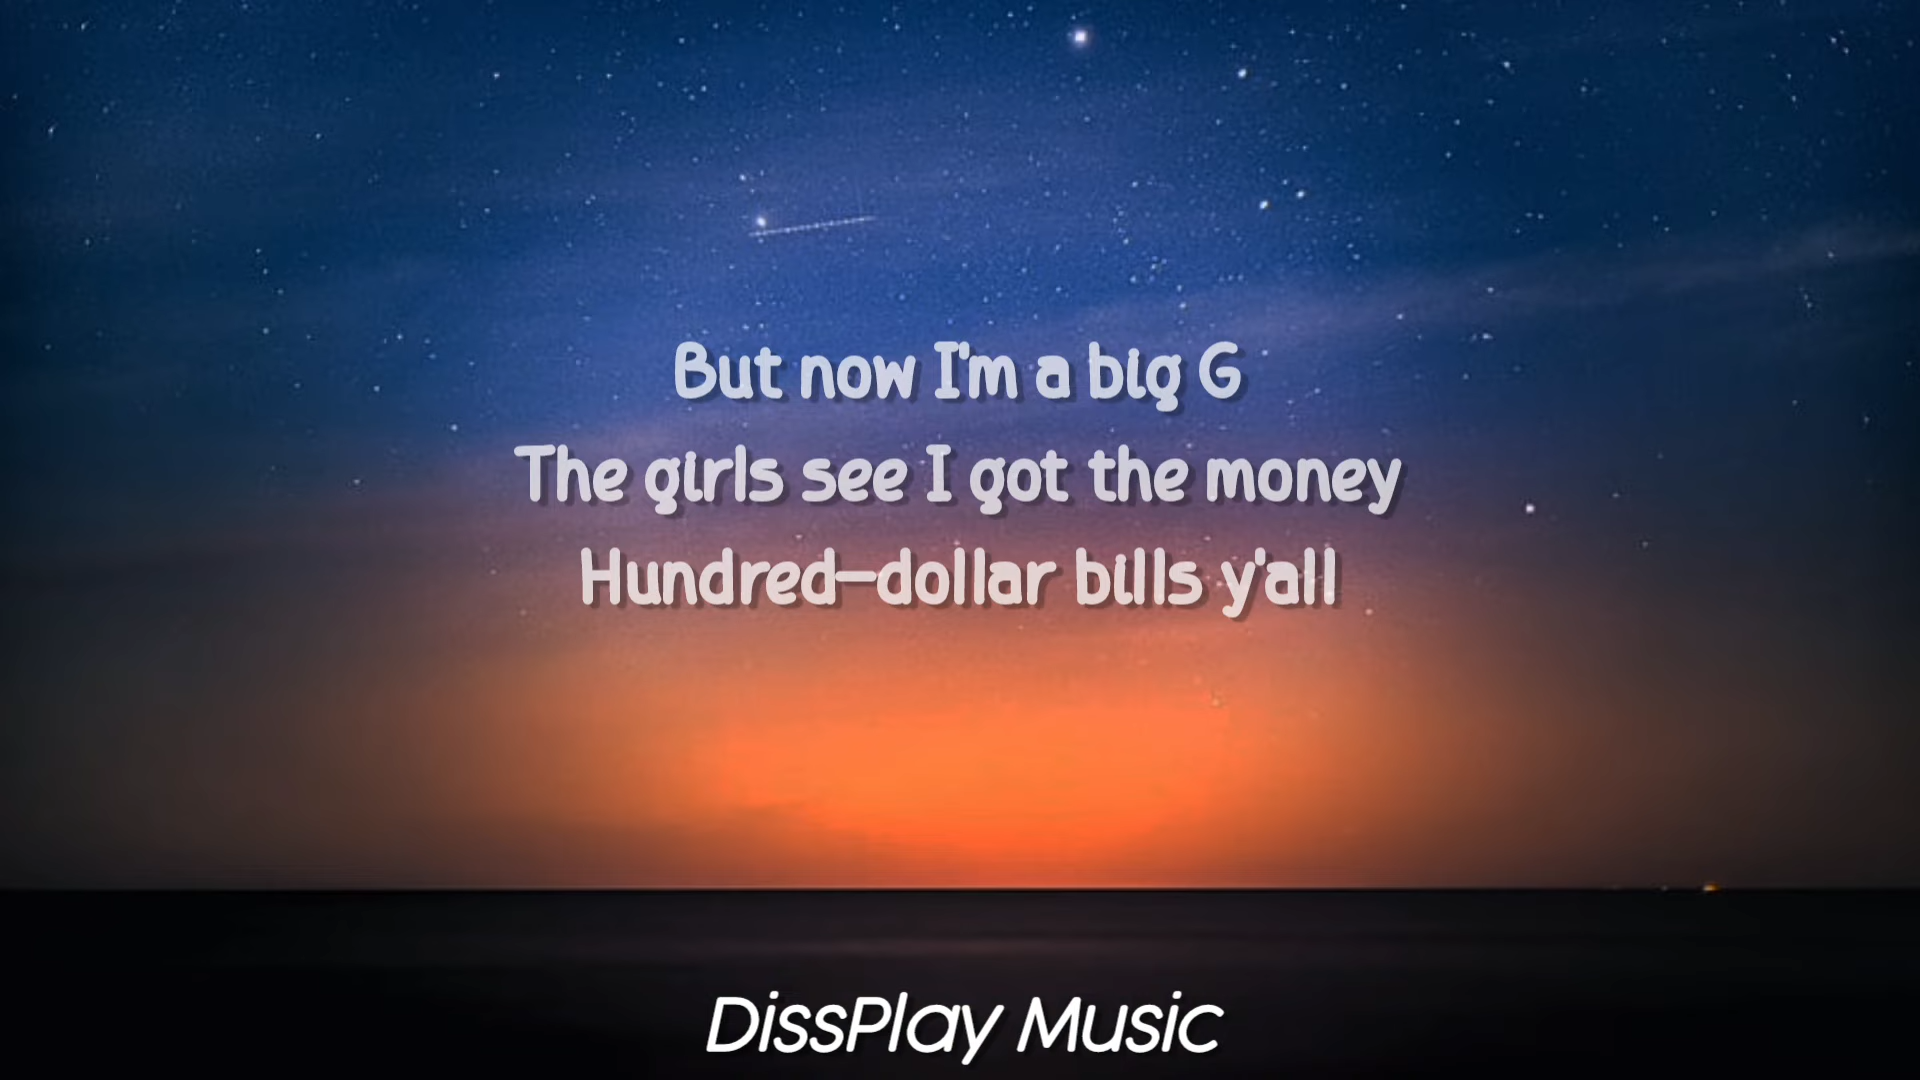 But now I'm a big G
The girls see I got the money
Hundred-dollar bills y'all
DissPlay Music